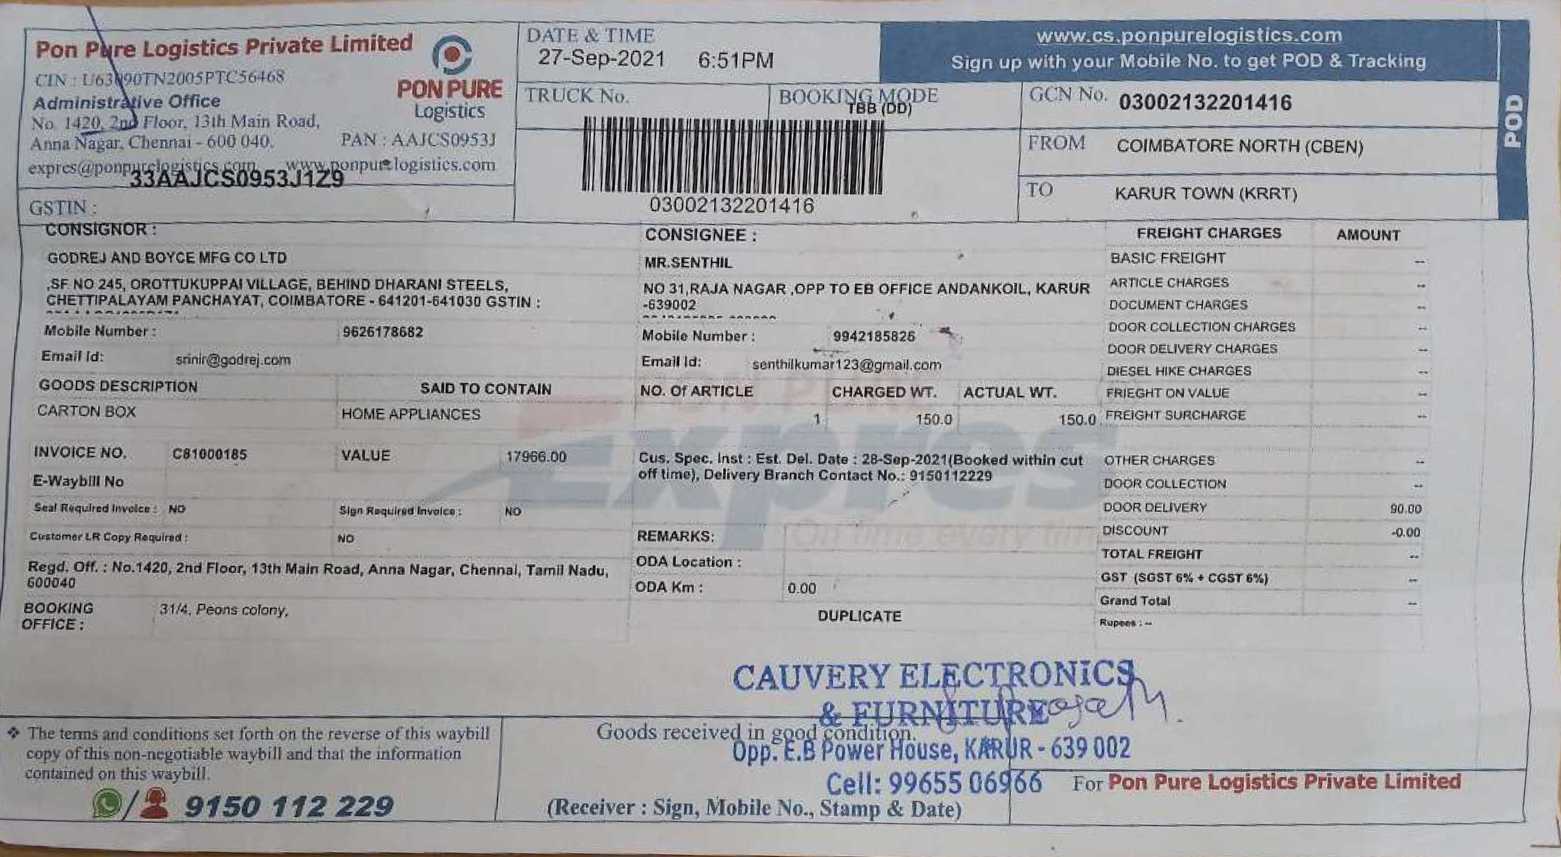 Pon Pure Logistics Private Limited
CIN : U63090TN2005PTC56468
Administrative Office
No. 1420, 2nd Floor, 13th Main Road,
Anna Nagar, Chennai - 600 040.
PAN : AAJCS0953J
expres@ponpurelogistics.com www.ponpurelogistics.com
33AAJCS0953J1Z9
GSTIN :
PON PURE
Logistics
DATE & TIME
27-Sep-2021 6:51PM
TRUCK No.
BOOKING MODE
TBB (DD)
03002132201416
www.cs.ponpurelogistics.com
Sign up with your Mobile No. to get POD & Tracking
GCN No. 03002132201416
FROM COIMBATORE NORTH (CBEN)
TO KARUR TOWN (KRRT)
POD
CONSIGNOR :
GODREJ AND BOYCE MFG CO LTD
,SF NO 245, OROTTUKUPPAI VILLAGE, BEHIND DHARANI STEELS,
CHETTIPALAYAM PANCHAYAT, COIMBATORE - 641201-641030 GSTIN :
Mobile Number : 9626178682
Email Id: srinir@godrej.com
GOODS DESCRIPTION SAID TO CONTAIN
CARTON BOX HOME APPLIANCES
INVOICE NO. C81000185 VALUE 17966.00
E-Waybill No
Seal Required Invoice : NO Sign Required Invoice : NO
Customer LR Copy Required : NO
Regd. Off. : No.1420, 2nd Floor, 13th Main Road, Anna Nagar, Chennai, Tamil Nadu,
600040
BOOKING OFFICE : 31/4, Peons colony,
CONSIGNEE :
MR.SENTHIL
NO 31,RAJA NAGAR ,OPP TO EB OFFICE ANDANKOIL, KARUR
-639002
Mobile Number : 9942185826
Email Id: senthilkumar123@gmail.com
NO. Of ARTICLE CHARGED WT. ACTUAL WT.
1 150.0 150.0
PON PURE
Expres
On time every time
Cus. Spec. Inst : Est. Del. Date : 28-Sep-2021(Booked within cut
off time), Delivery Branch Contact No.: 9150112229
REMARKS:
ODA Location :
ODA Km : 0.00
DUPLICATE
FREIGHT CHARGES AMOUNT
BASIC FREIGHT --
ARTICLE CHARGES --
DOCUMENT CHARGES --
DOOR COLLECTION CHARGES --
DOOR DELIVERY CHARGES --
DIESEL HIKE CHARGES --
FRIEGHT ON VALUE --
FREIGHT SURCHARGE --
OTHER CHARGES --
DOOR COLLECTION --
DOOR DELIVERY 90.00
DISCOUNT -0.00
TOTAL FREIGHT --
GST (SGST 6% + CGST 6%) --
Grand Total --
Rupees : --
CAUVERY ELECTRONICS
& FURNITURE
Opp. E.B Power House, KARUR - 639 002
Cell: 99655 06966
❖ The terms and conditions set forth on the reverse of this waybill
copy of this non-negotiable waybill and that the information
contained on this waybill.
/ 9150 112 229
Goods received in good condition.
(Receiver : Sign, Mobile No., Stamp & Date)
For Pon Pure Logistics Private Limited